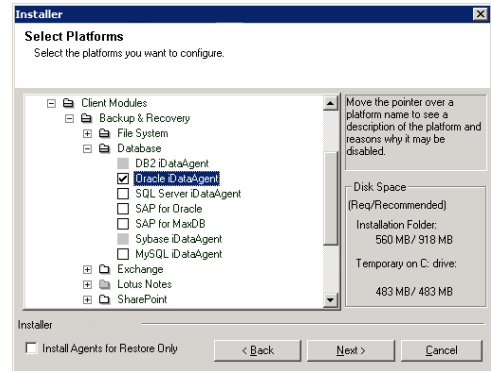 Installer
Select Platforms
Select the platforms you want to configure.
Client Modules
Backup & Recovery
File System
Database
DB2 iDataAgent
Oracle iDataAgent
SQL Server iDataAgent
SAP for Oracle
SAP for MaxDB
Sybase iDataAgent
MySQL iDataAgent
Exchange
Lotus Notes
SharePoint
Move the pointer over a
platform name to see a
description of the platform and
reasons why it may be
disabled.
Disk Space
(Req/Recommended)
Installation Folder:
560 MB/ 918 MB
Temporary on C: drive:
483 MB/ 483 MB
Installer
Install Agents for Restore Only
< Back
Next >
Cancel